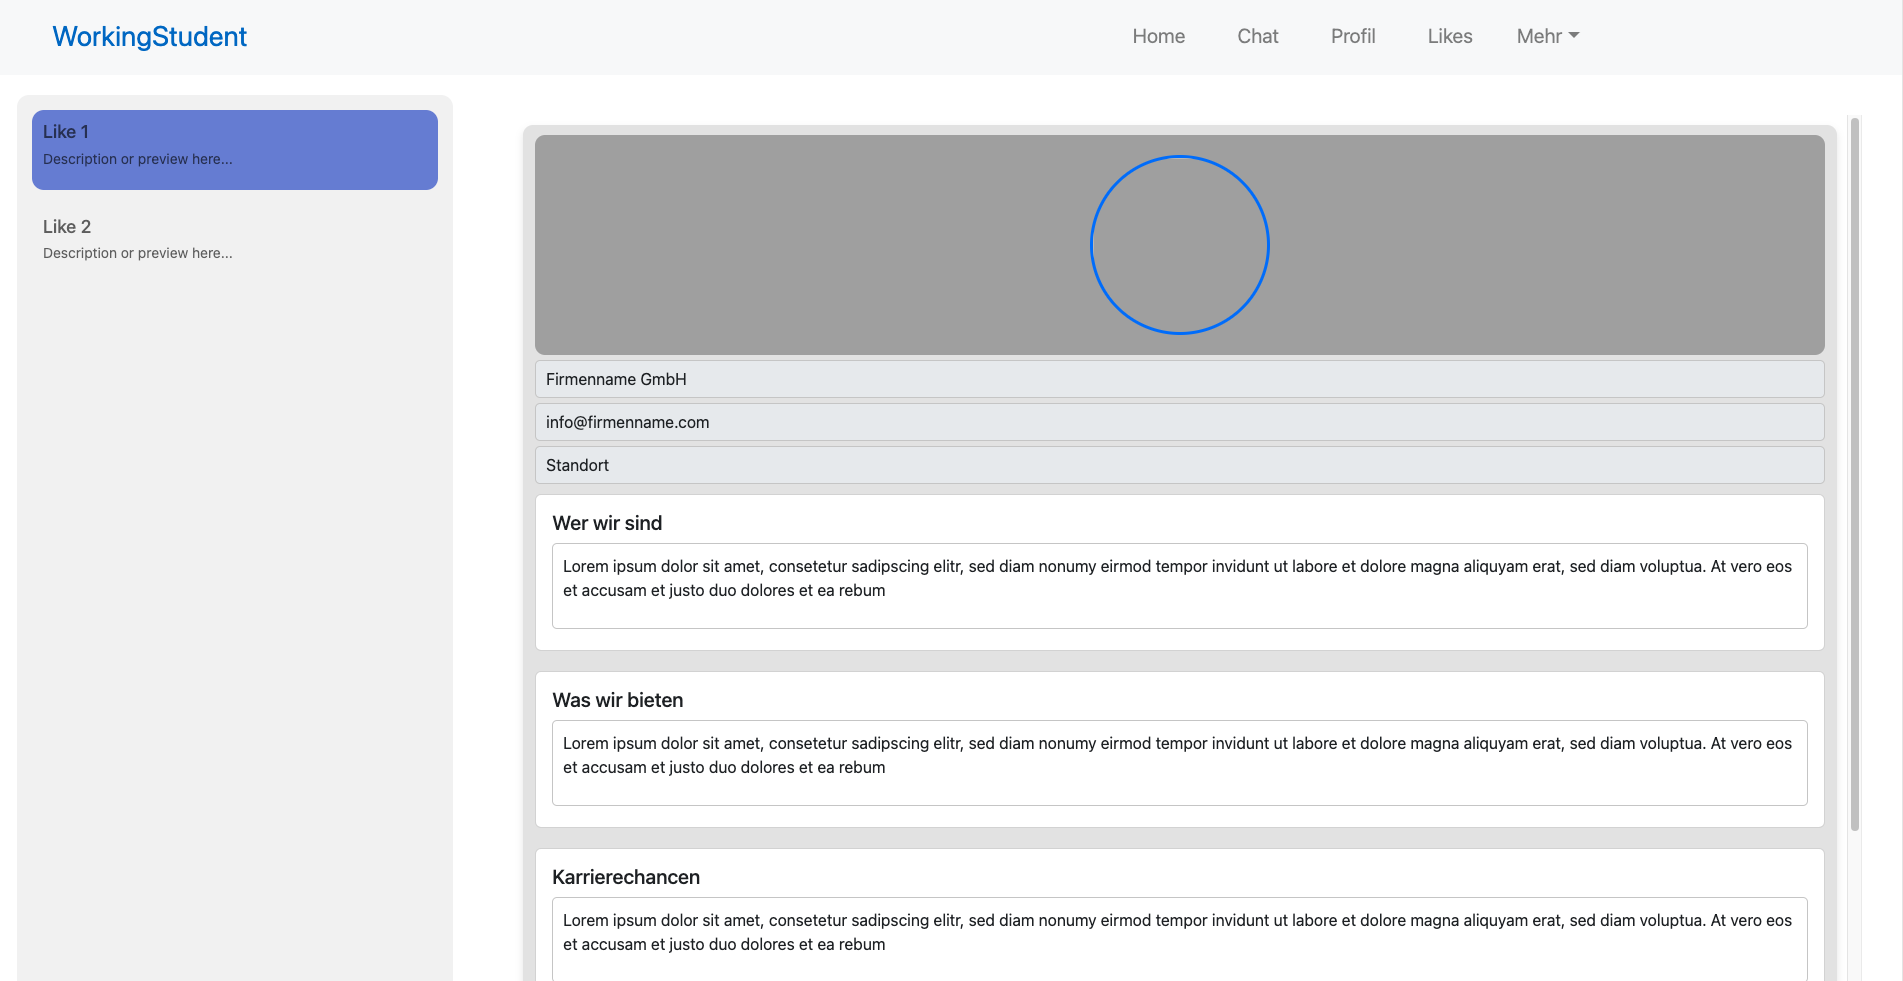 WorkingStudent
Home Chat Profil Likes Mehr
Like 1
Description or preview here...
Like 2
Description or preview here...
Firmenname GmbH
info@firmenname.com
Standort
Wer wir sind
Lorem ipsum dolor sit amet, consetetur sadipscing elitr, sed diam nonumy eirmod tempor invidunt ut labore et dolore magna aliquyam erat, sed diam voluptua. At vero eos
et accusam et justo duo dolores et ea rebum
Was wir bieten
Lorem ipsum dolor sit amet, consetetur sadipscing elitr, sed diam nonumy eirmod tempor invidunt ut labore et dolore magna aliquyam erat, sed diam voluptua. At vero eos
et accusam et justo duo dolores et ea rebum
Karrierechancen
Lorem ipsum dolor sit amet, consetetur sadipscing elitr, sed diam nonumy eirmod tempor invidunt ut labore et dolore magna aliquyam erat, sed diam voluptua. At vero eos
et accusam et justo duo dolores et ea rebum